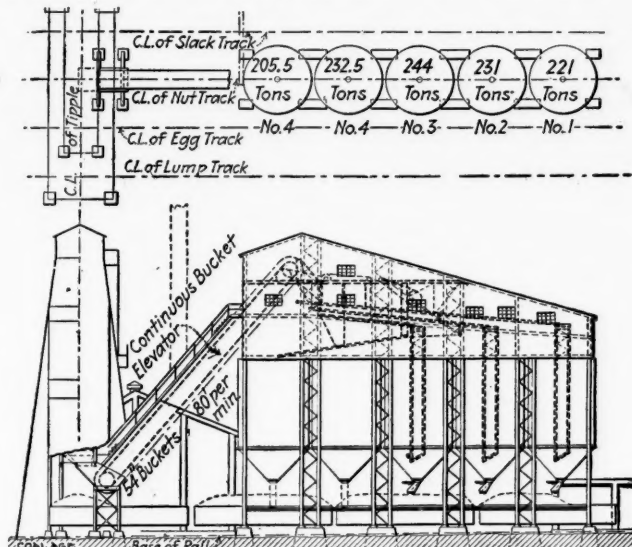 C.L. of Slack Track
205.5 232.5 244 231 221
Tons Tons Tons Tons Tons
C.L. of Nut Track
No.4 No.4 No.3 No.2 No.1
C.L. of Tipple
C.L. of Egg Track
C.L. of Lump Track
Continuous Bucket
Elevator
80 per
min.
54 Buckets
Base of Rail